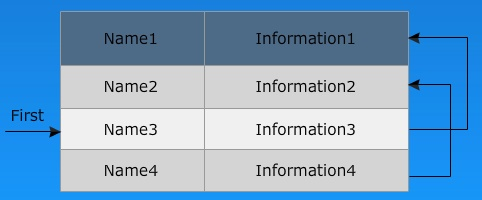 Name1 Information1
Name2 Information2
First
Name3 Information3
Name4 Information4